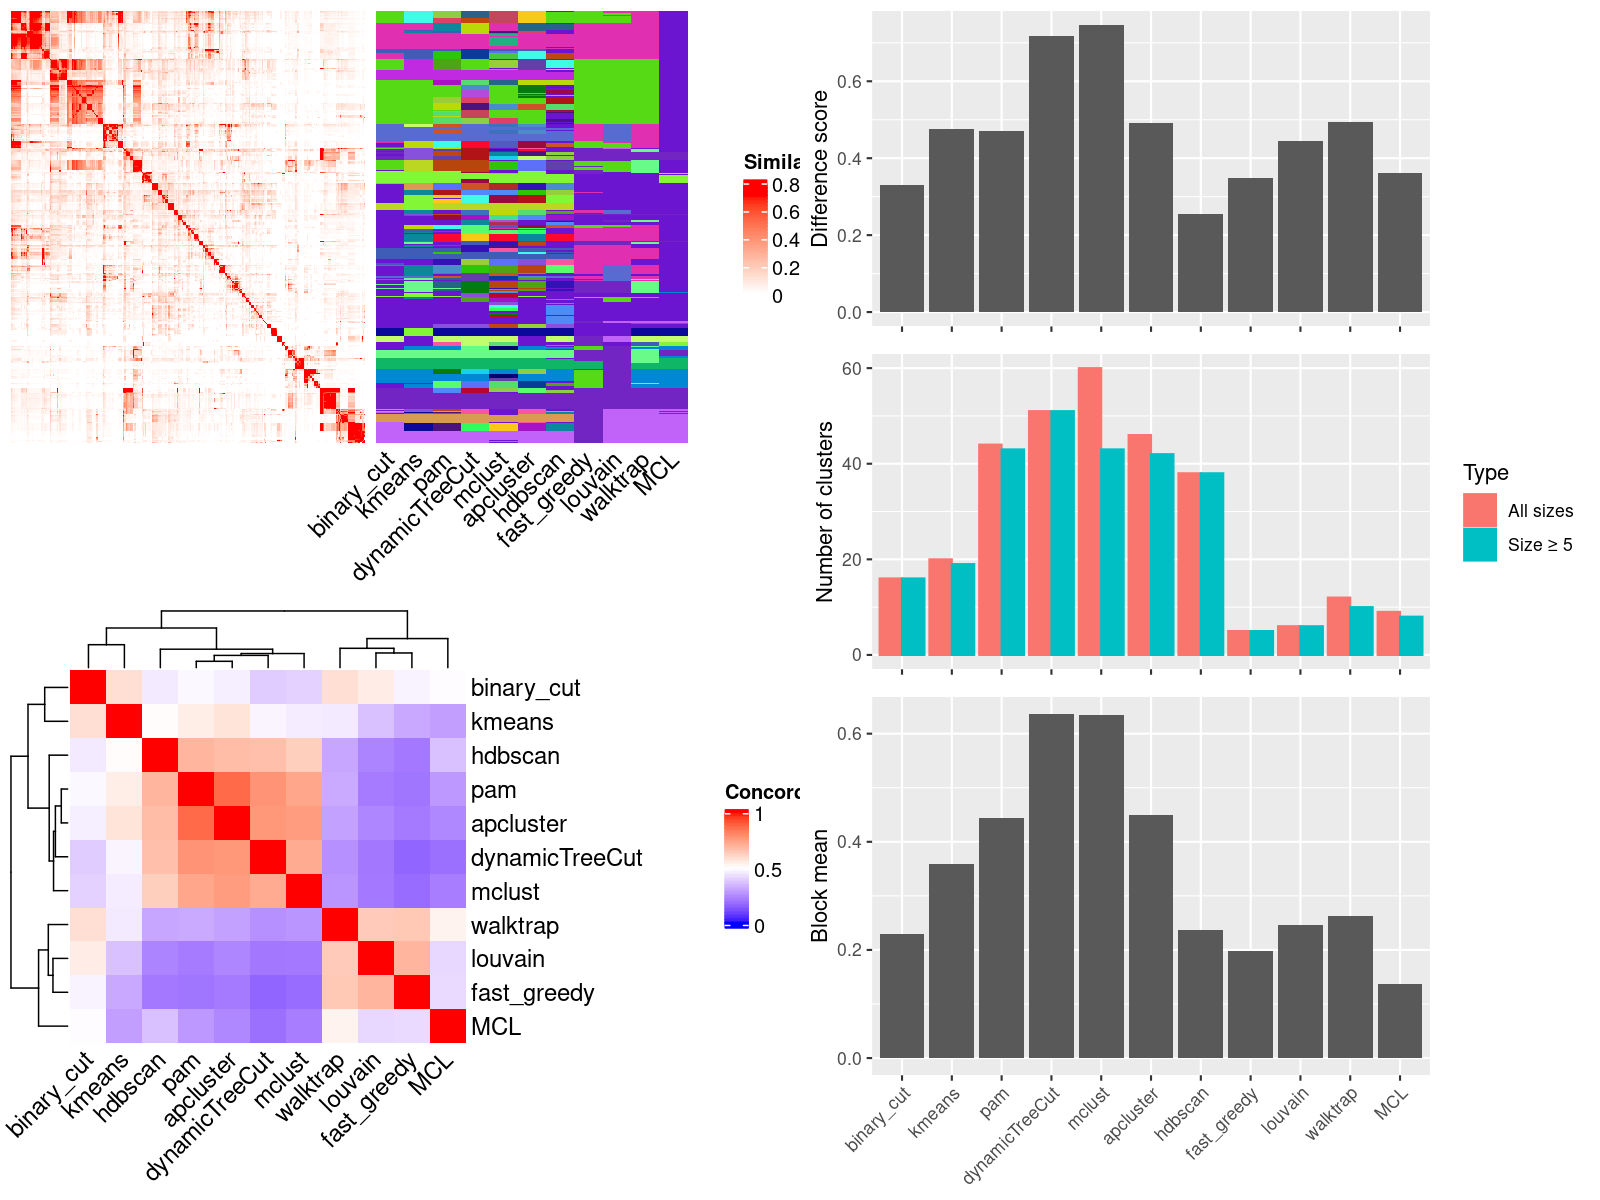 Simila
0.8
0.6
0.4
0.2
0
binary_cut
kmeans
pam
dynamicTreeCut
mclust
apcluster
hdbscan
fast_greedy
louvain
walktrap
MCL
binary_cut
kmeans
hdbscan
pam
apcluster
dynamicTreeCut
mclust
walktrap
louvain
fast_greedy
MCL
binary_cut
kmeans
hdbscan
pam
apcluster
dynamicTreeCut
mclust
walktrap
louvain
fast_greedy
MCL
Concord
1
0.5
0
Difference score
0.6
0.4
0.2
0.0
Number of clusters
60
40
20
0
Type
All sizes
Size ≥ 5
Block mean
0.6
0.4
0.2
0.0
binary_cut
kmeans
pam
dynamicTreeCut
mclust
apcluster
hdbscan
fast_greedy
louvain
walktrap
MCL